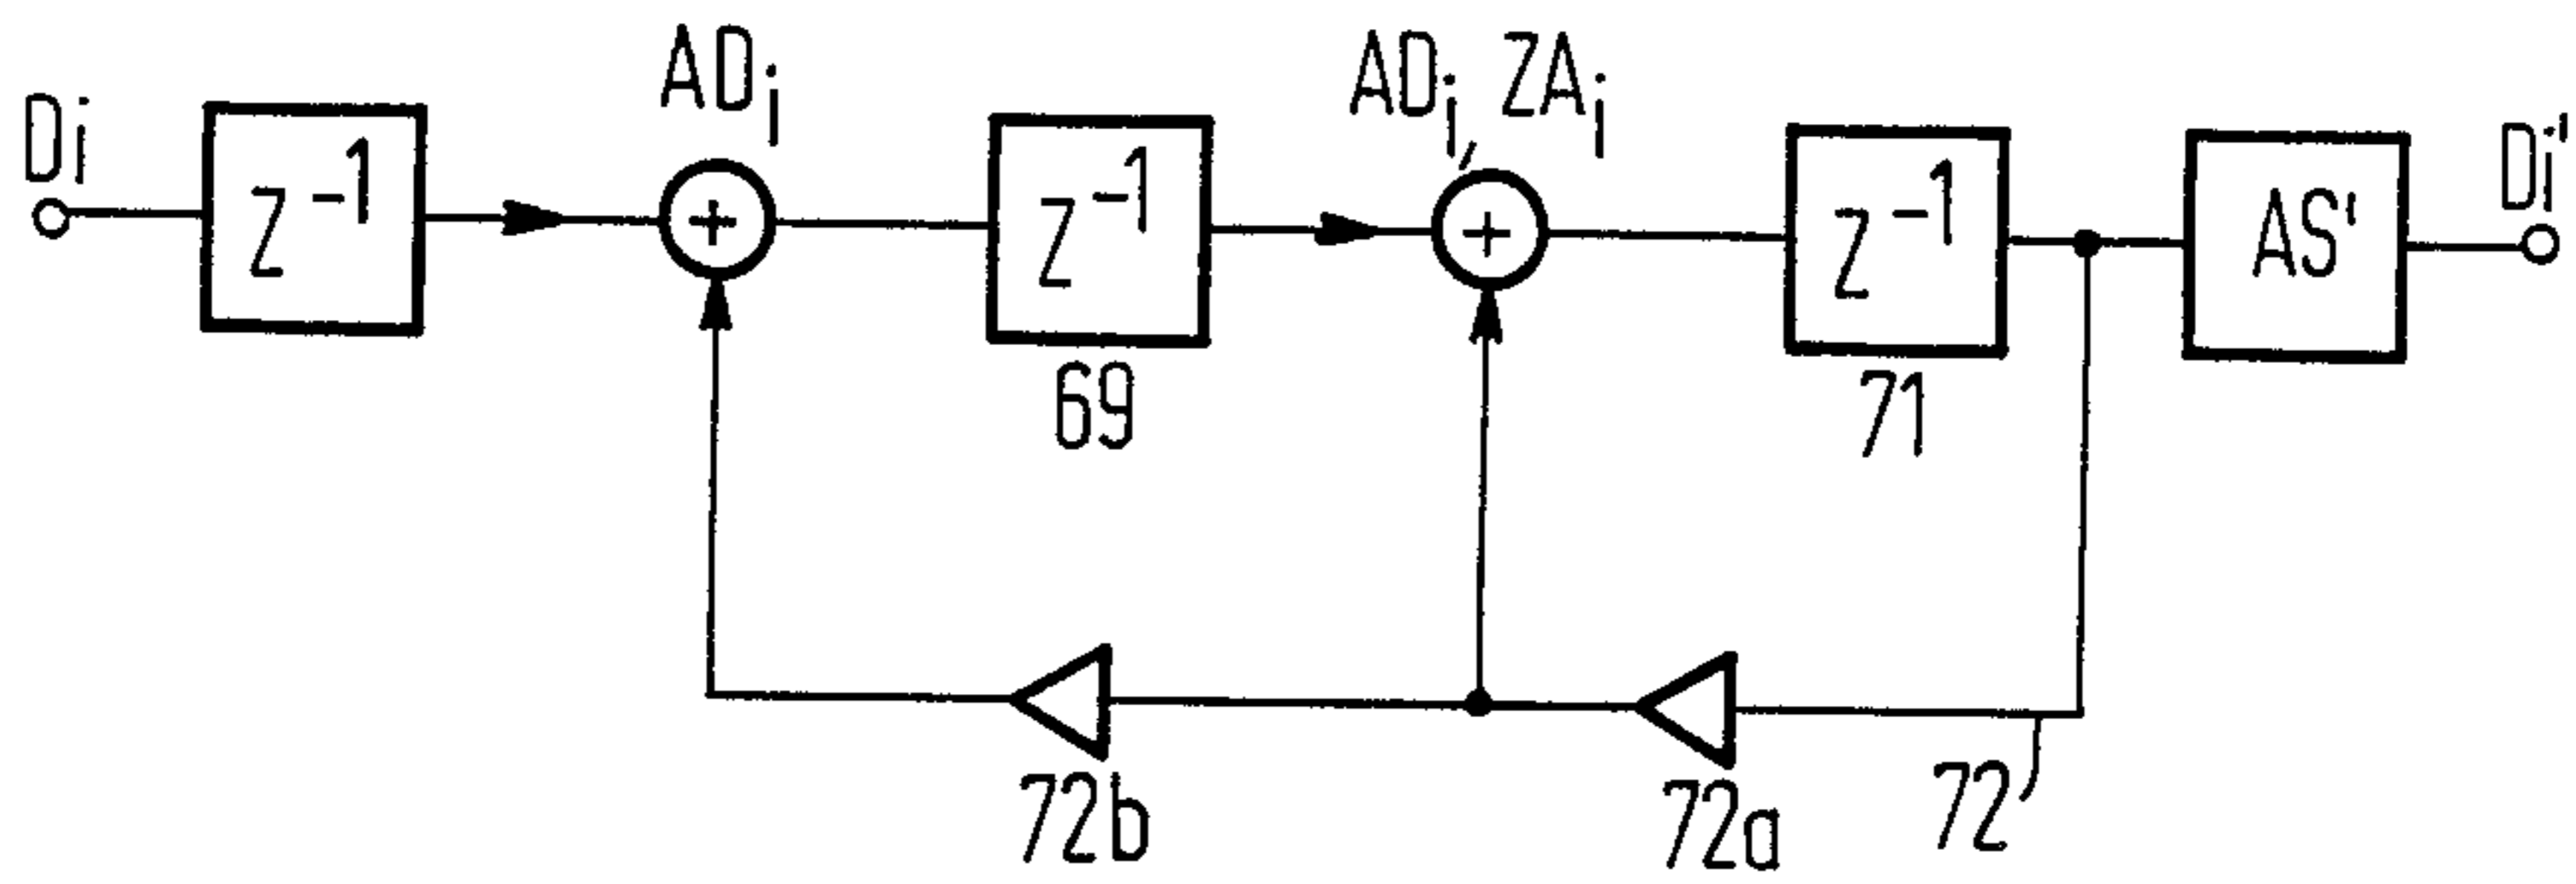 Di
z⁻¹
ADi
+
z⁻¹
69
ADi, ZAi
+
z⁻¹
71
AS'
Di'
72b
72a
72